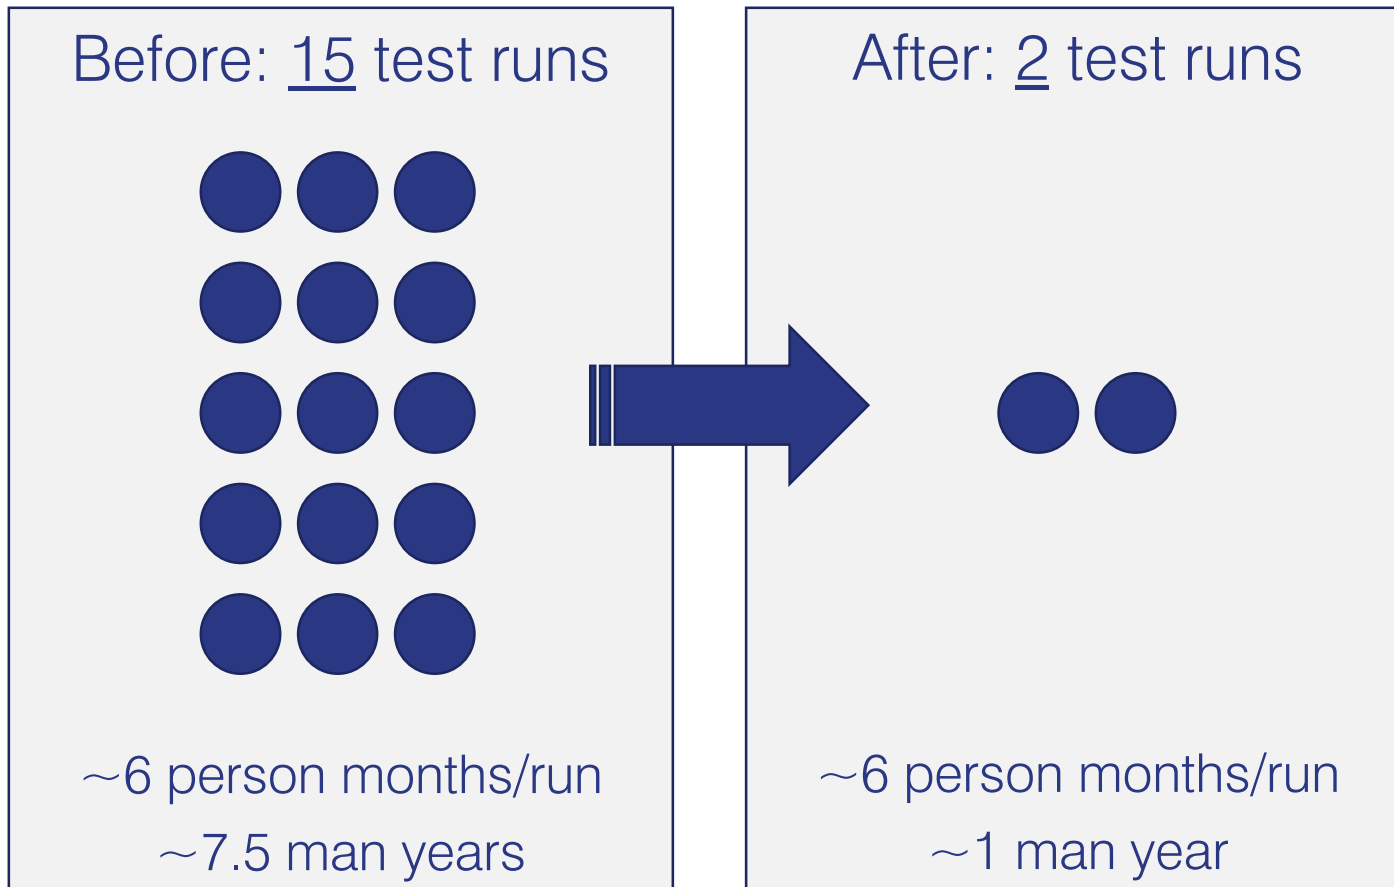 Before: 15 test runs
~6 person months/run
~7.5 man years
After: 2 test runs
~6 person months/run
~1 man year